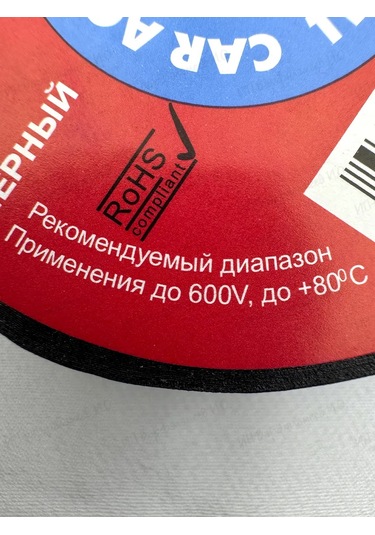 CAR
ЕРНЫЙ
RoHS
compliant
Рекомендуемый диапазон
Применения до 600V, до +80⁰C